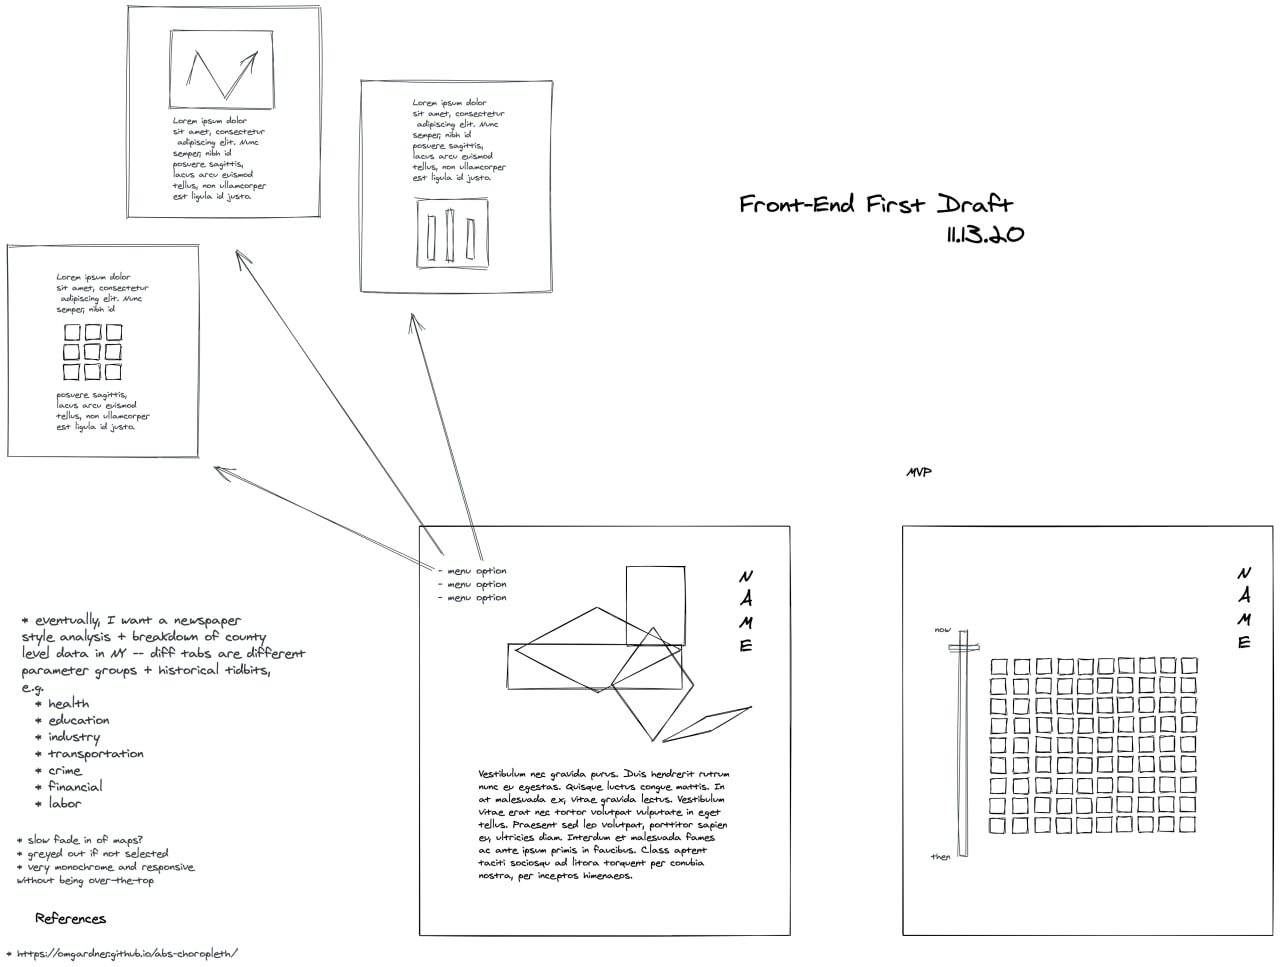 Lorem ipsum dolor
sit amet, consectetur
adipiscing elit. Nunc
semper, nibh id
posuere sagittis,
lacus arcu euismod
tellus, non ullamcorper
est ligula id justo.
Lorem ipsum dolor
sit amet, consectetur
adipiscing elit. Nunc
semper, nibh id
posuere sagittis,
lacus arcu euismod
tellus, non ullamcorper
est ligula id justo.
Front-End First Draft
11.13.20
Lorem ipsum dolor
sit amet, consectetur
adipiscing elit. Nunc
semper, nibh id
posuere sagittis,
lacus arcu euismod
tellus, non ullamcorper
est ligula id justo.
MVP
- menu option
- menu option
- menu option
N
A
M
E
Vestibulum nec gravida purus. Duis hendrerit rutrum
nunc eu egestas. Quisque luctus congue mattis. In
at malesuada ex, vitae gravida lectus. Vestibulum
vitae erat nec tortor volutpat vulputate in eget
tellus. Praesent sed leo volutpat, porttitor sapien
eu, ultricies diam. Interdum et malesuada fames
ac ante ipsum primis in faucibus. Class aptent
taciti sociosqu ad litora torquent per conubia
nostra, per inceptos himenaeos.
N
A
M
E
now
then
* eventually, I want a newspaper
style analysis + breakdown of county
level data in NY -- diff tabs are different
parameter groups + historical tidbits,
e.g.
* health
* education
* industry
* transportation
* crime
* financial
* labor
* slow fade in of maps?
* greyed out if not selected
* very monochrome and responsive
without being over-the-top
References
* https://omgardner.github.io/abs-choropleth/